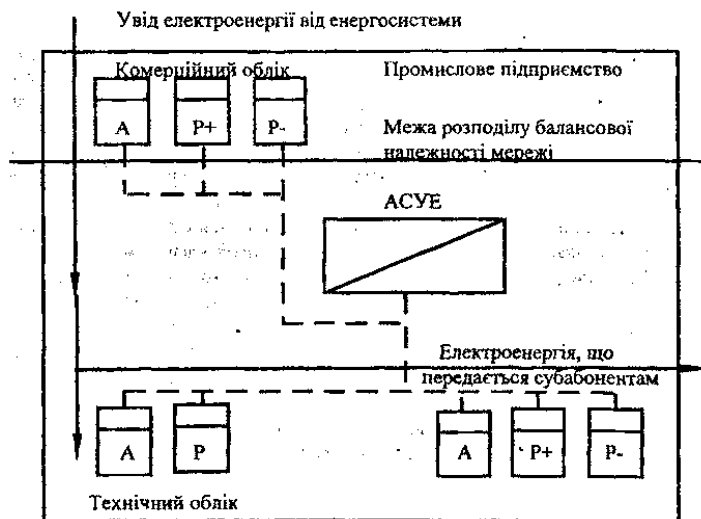 Увід електроенергії від енергосистеми
Комерційний облік
Промислове підприємство
А
Р+
Р-
Межа розподілу балансової
належності мережі
АСУЕ
Електроенергія, що
передається субабонентам
А
Р
А
Р+
Р-
Технічний облік